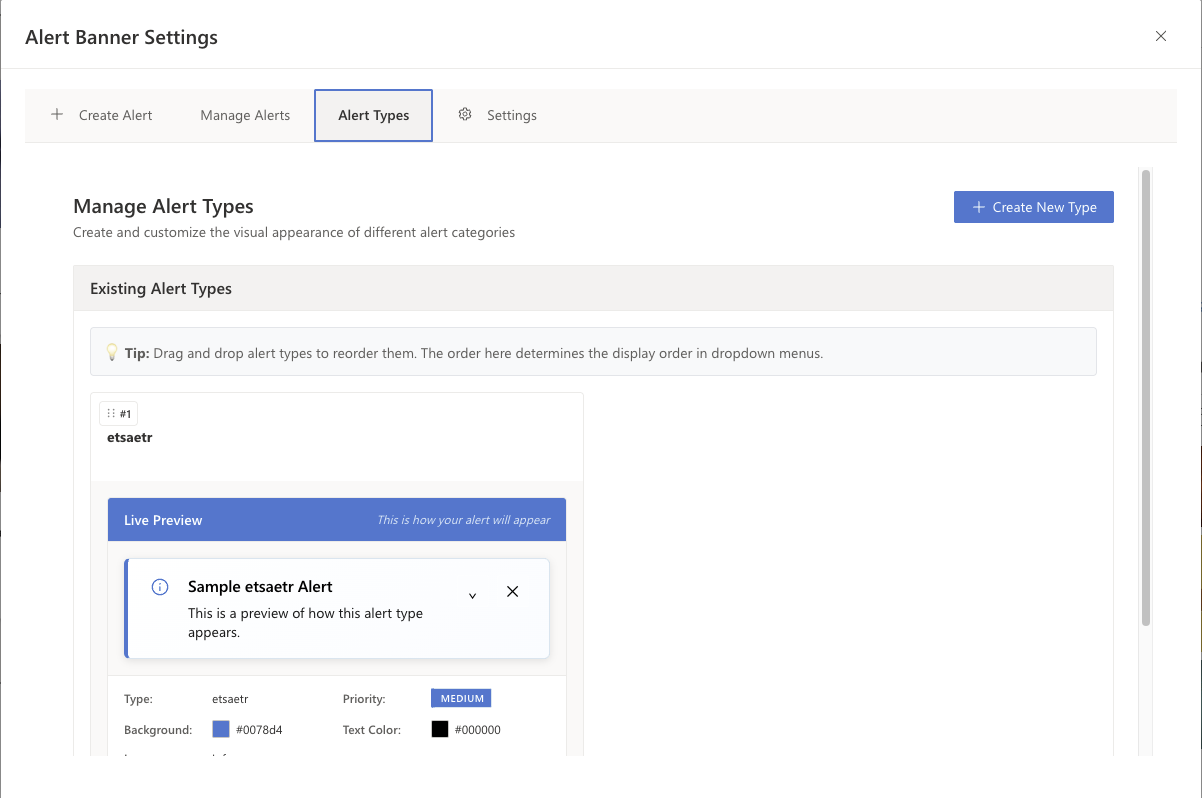 Alert Banner Settings
Create Alert
Manage Alerts
Alert Types
Settings
Manage Alert Types
Create New Type
Create and customize the visual appearance of different alert categories
Existing Alert Types
Tip: Drag and drop alert types to reorder them. The order here determines the display order in dropdown menus.
#1
etsaetr
Live Preview
This is how your alert will appear
Sample etsaetr Alert
This is a preview of how this alert type
appears.
Type: etsaetr
Priority: MEDIUM
Background: #0078d4
Text Color: #000000